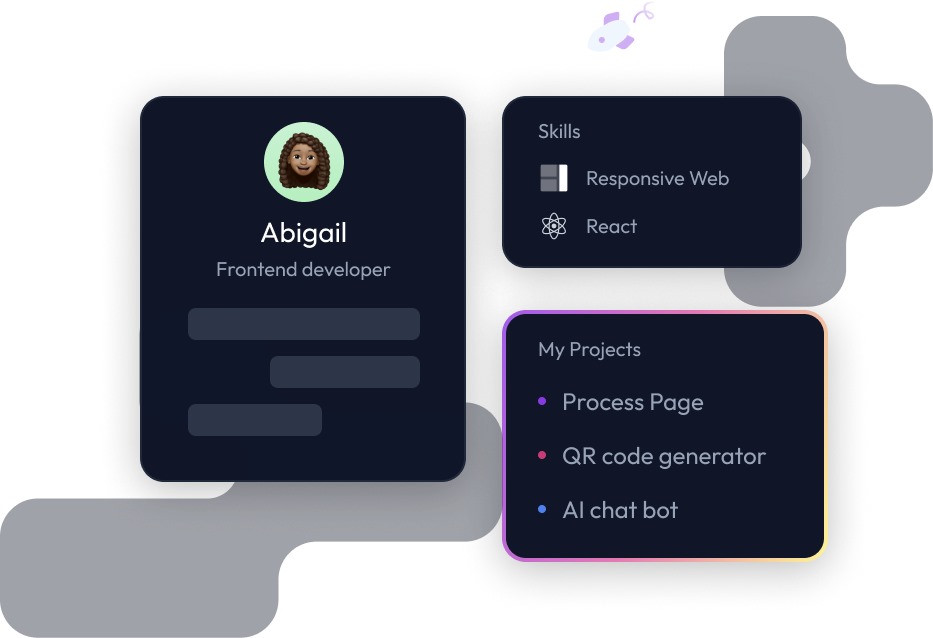 Abigail
Frontend developer
Skills
Responsive Web
React
My Projects
Process Page
QR code generator
AI chat bot